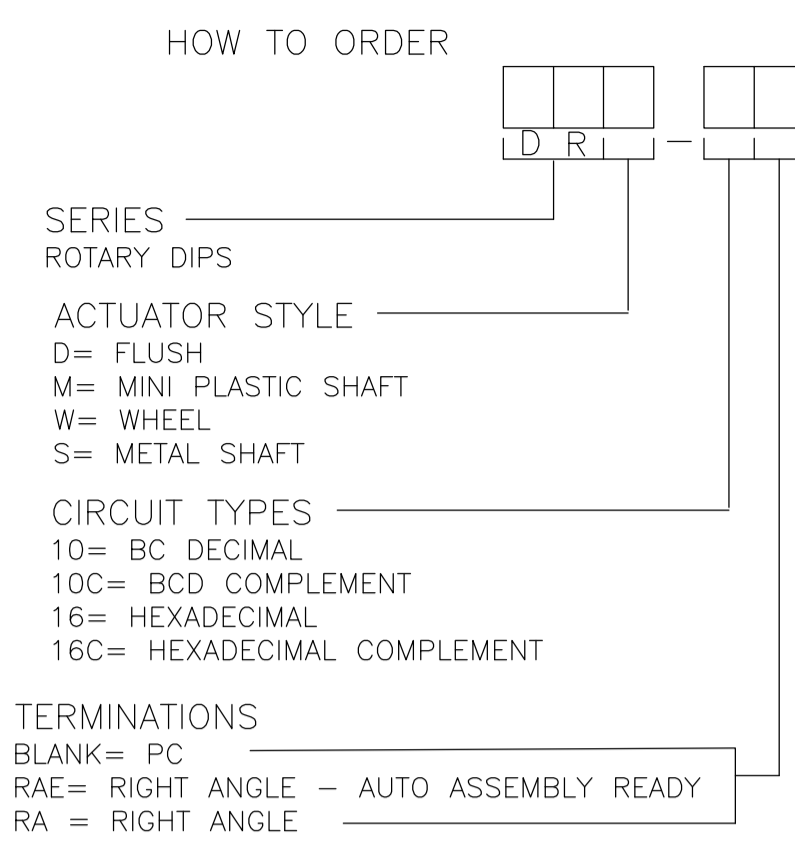 HOW TO ORDER
D R -
SERIES
ROTARY DIPS
ACTUATOR STYLE
D= FLUSH
M= MINI PLASTIC SHAFT
W= WHEEL
S= METAL SHAFT
CIRCUIT TYPES
10= BC DECIMAL
10C= BCD COMPLEMENT
16= HEXADECIMAL
16C= HEXADECIMAL COMPLEMENT
TERMINATIONS
BLANK= PC
RAE= RIGHT ANGLE - AUTO ASSEMBLY READY
RA = RIGHT ANGLE